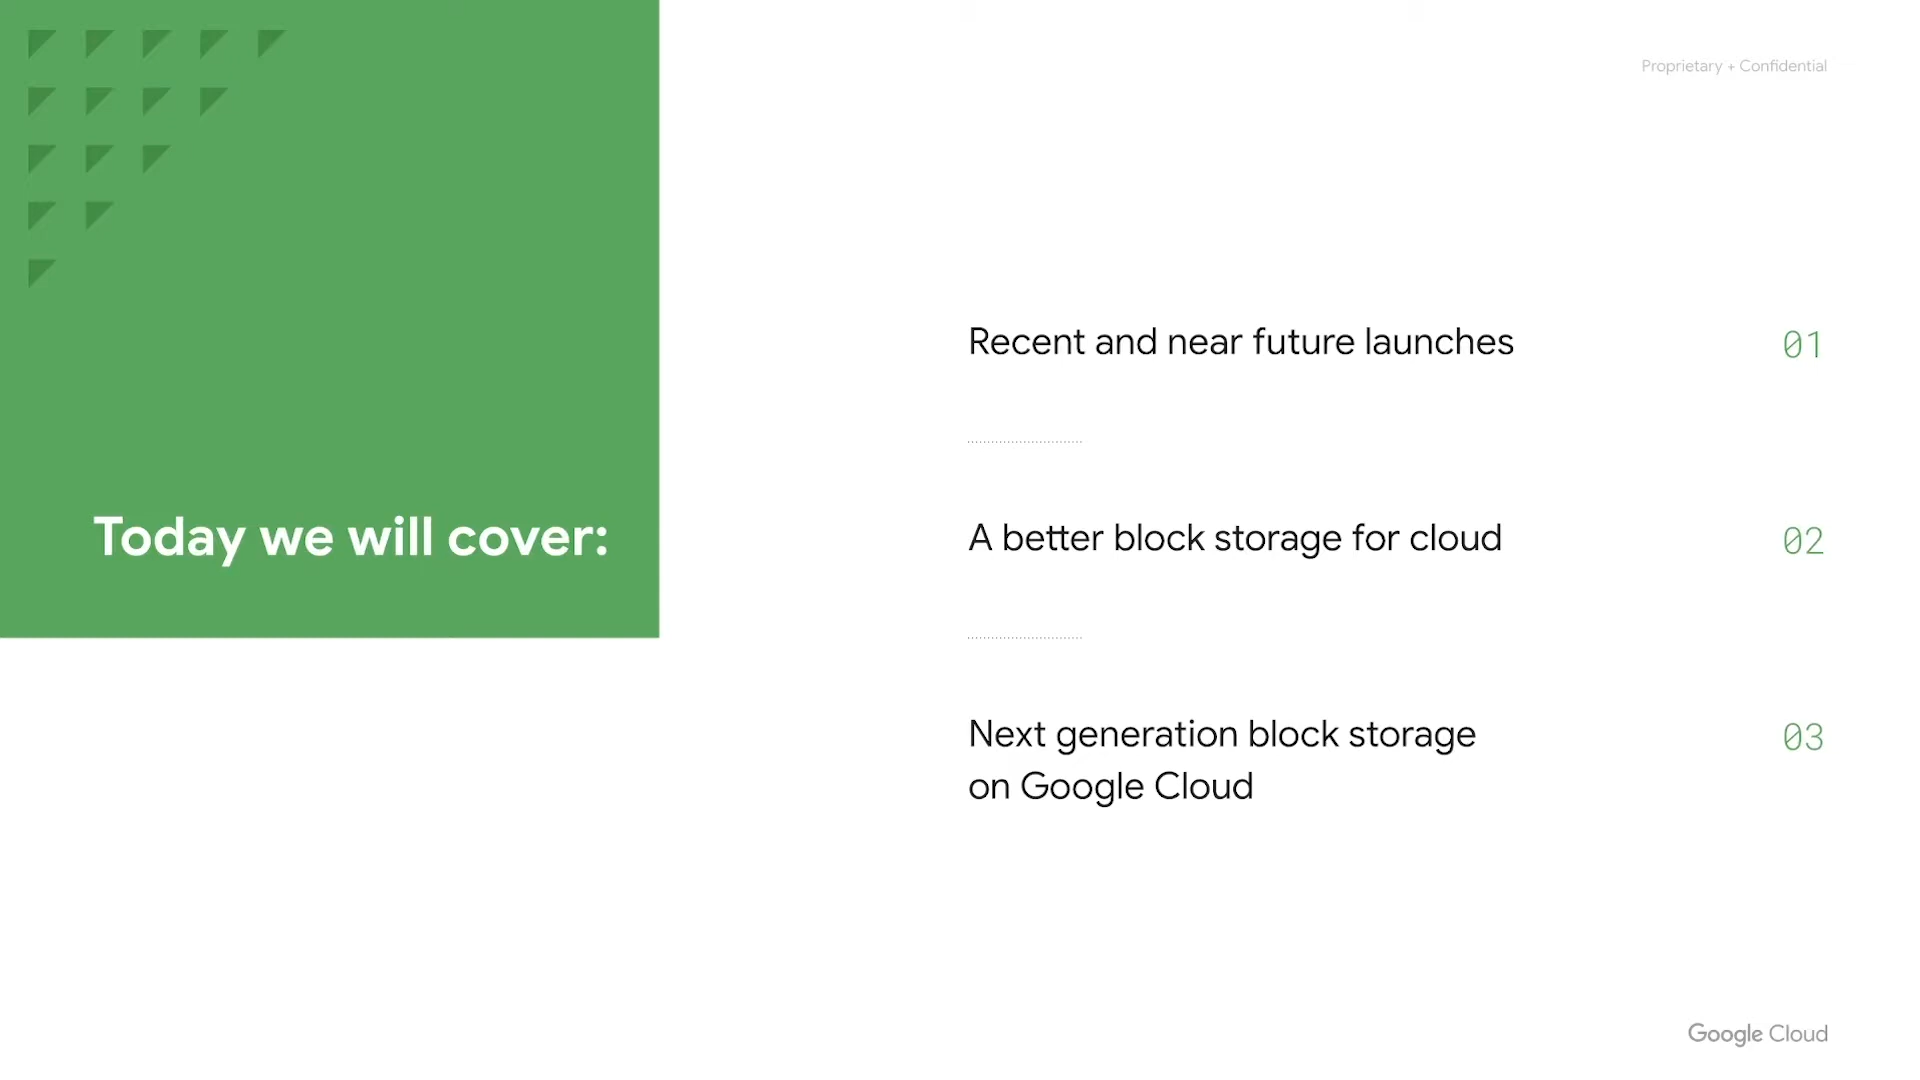 Proprietary + Confidential
Today we will cover:
Recent and near future launches 01
A better block storage for cloud 02
Next generation block storage 03
on Google Cloud
Google Cloud